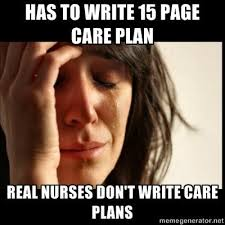 HAS TO WRITE 15 PAGE
CARE PLAN
REAL NURSES DON'T WRITE CARE
PLANS
memegenerator.net